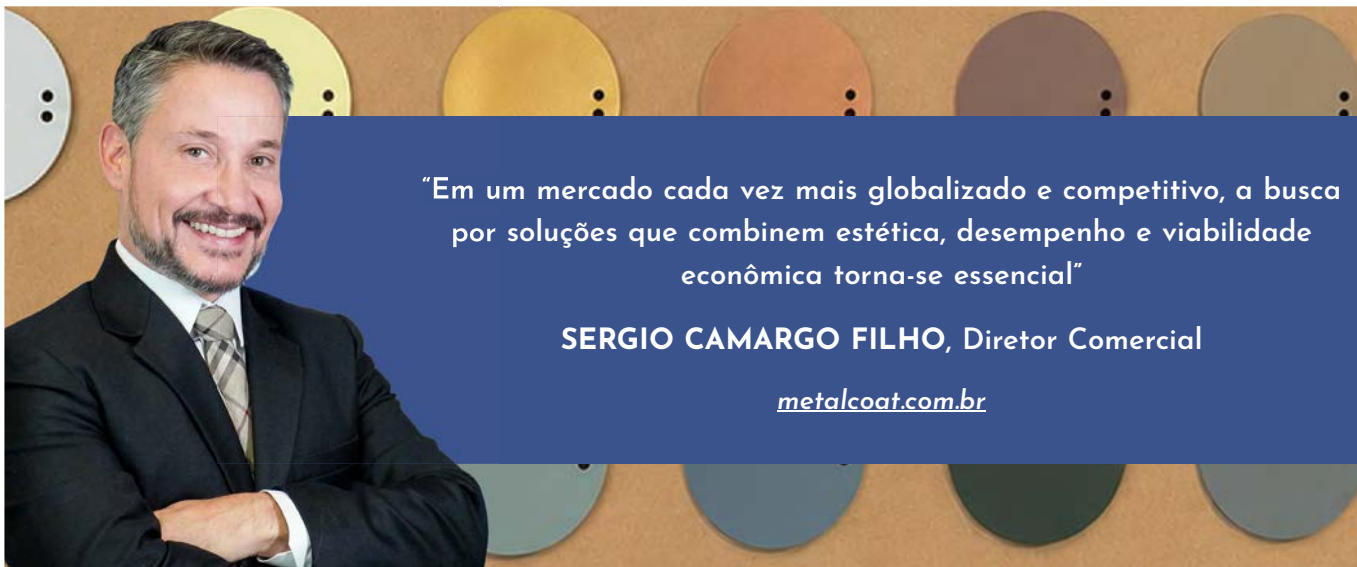 “Em um mercado cada vez mais globalizado e competitivo, a busca
por soluções que combinem estética, desempenho e viabilidade
econômica torna-se essencial”
SERGIO CAMARGO FILHO, Diretor Comercial
metalcoat.com.br